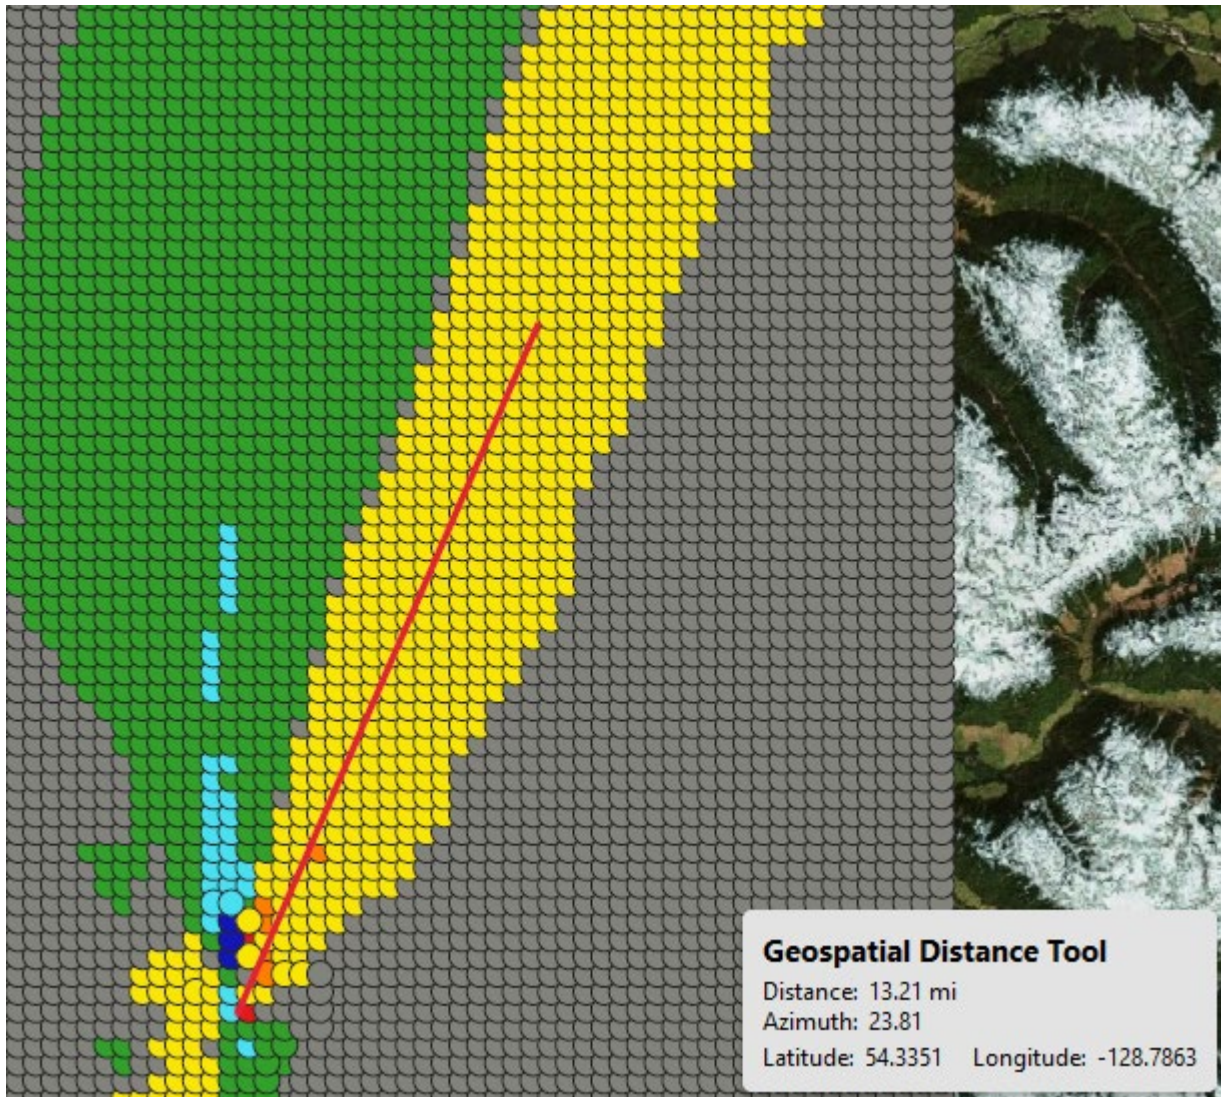 Geospatial Distance Tool
Distance: 13.21 mi
Azimuth: 23.81
Latitude: 54.3351 Longitude: -128.7863